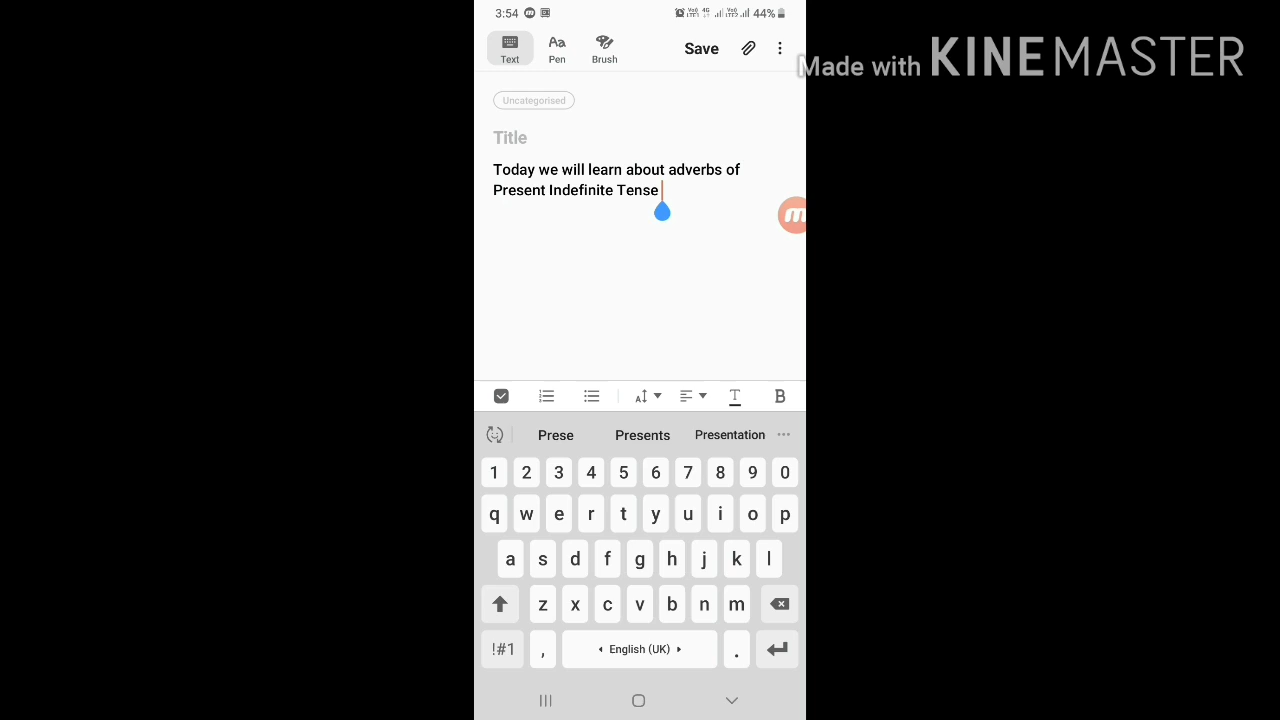 3:54 44%
Text Pen Brush Save
Made with KINEMASTER
Uncategorised
Title
Today we will learn about adverbs of
Present Indefinite Tense
B
Prese Presents Presentation ...
1 2 3 4 5 6 7 8 9 0
q w e r t y u i o p
a s d f g h j k l
z x c v b n m
!#1 , English (UK) .